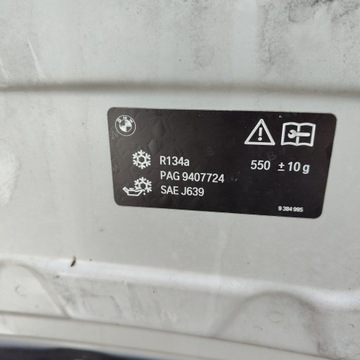 R134a 550 ± 10 g
PAG 9407724
SAE J639
9 384 995